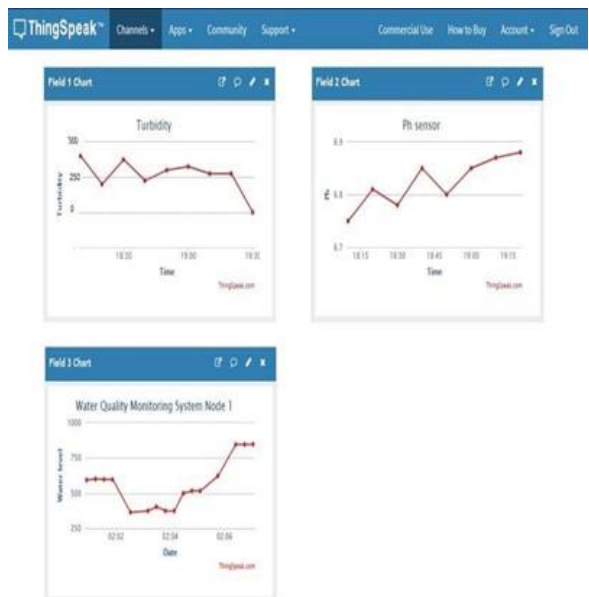 ThingSpeak™ Channels Apps Community Support Commercial Use How to Buy Account Sign Out
Field 1 Chart
Turbidity
500
250
0
Turbidity
18:30 19:00 19:3
Time
ThingSpeak.com
Field 2 Chart
Ph sensor
6.9
6.8
6.7
Ph
18:15 18:30 18:45 19:00 19:15
Time
ThingSpeak.com
Field 3 Chart
Water Quality Monitoring System Node 1
1000
750
500
250
Water level
02:02 02:04 02:06
Date
ThingSpeak.com